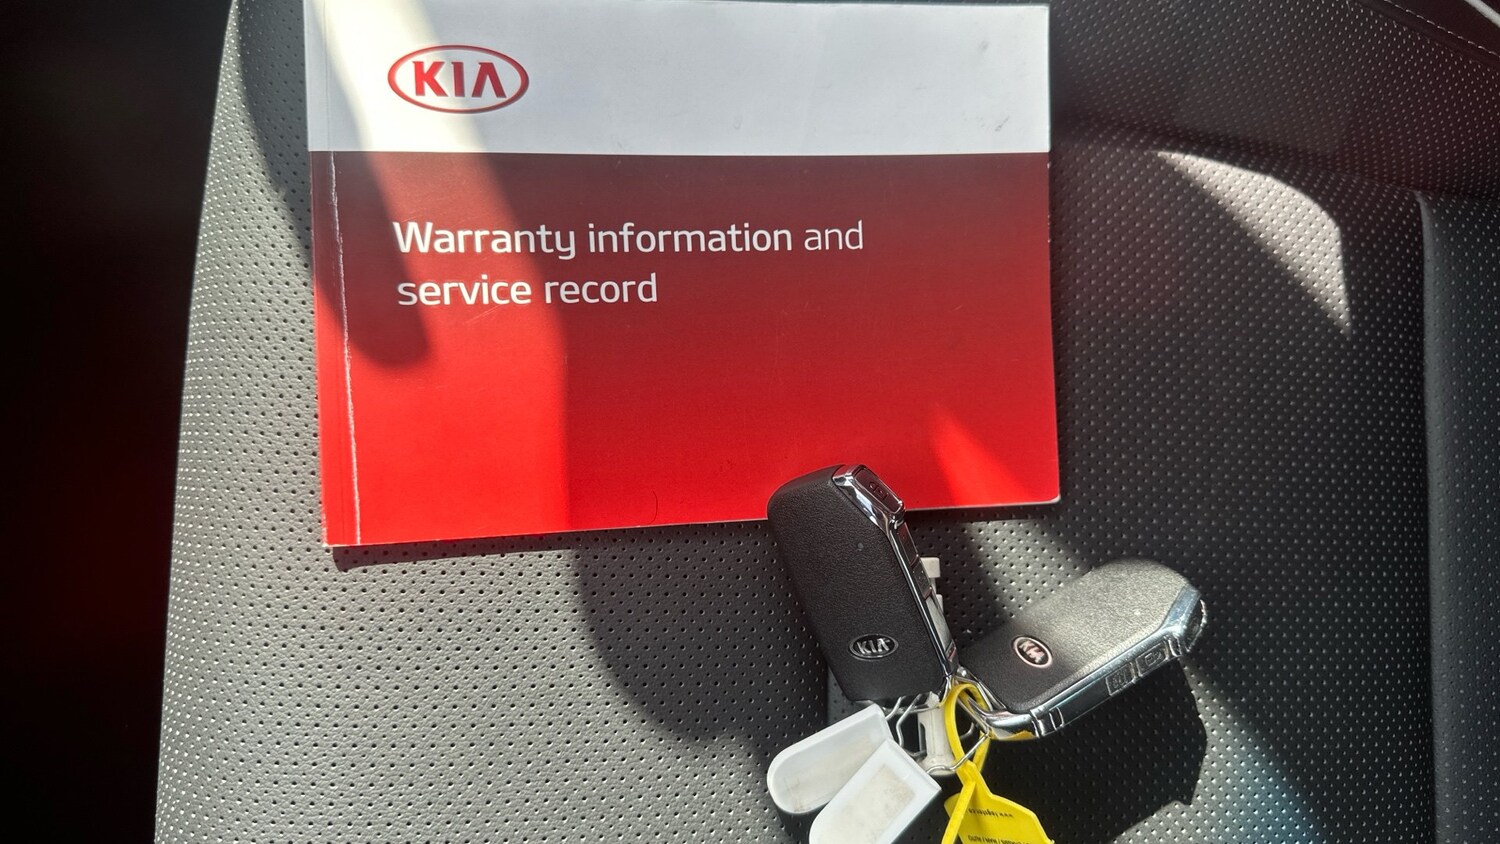 KIA
Warranty information and
service record
KIA
KIA